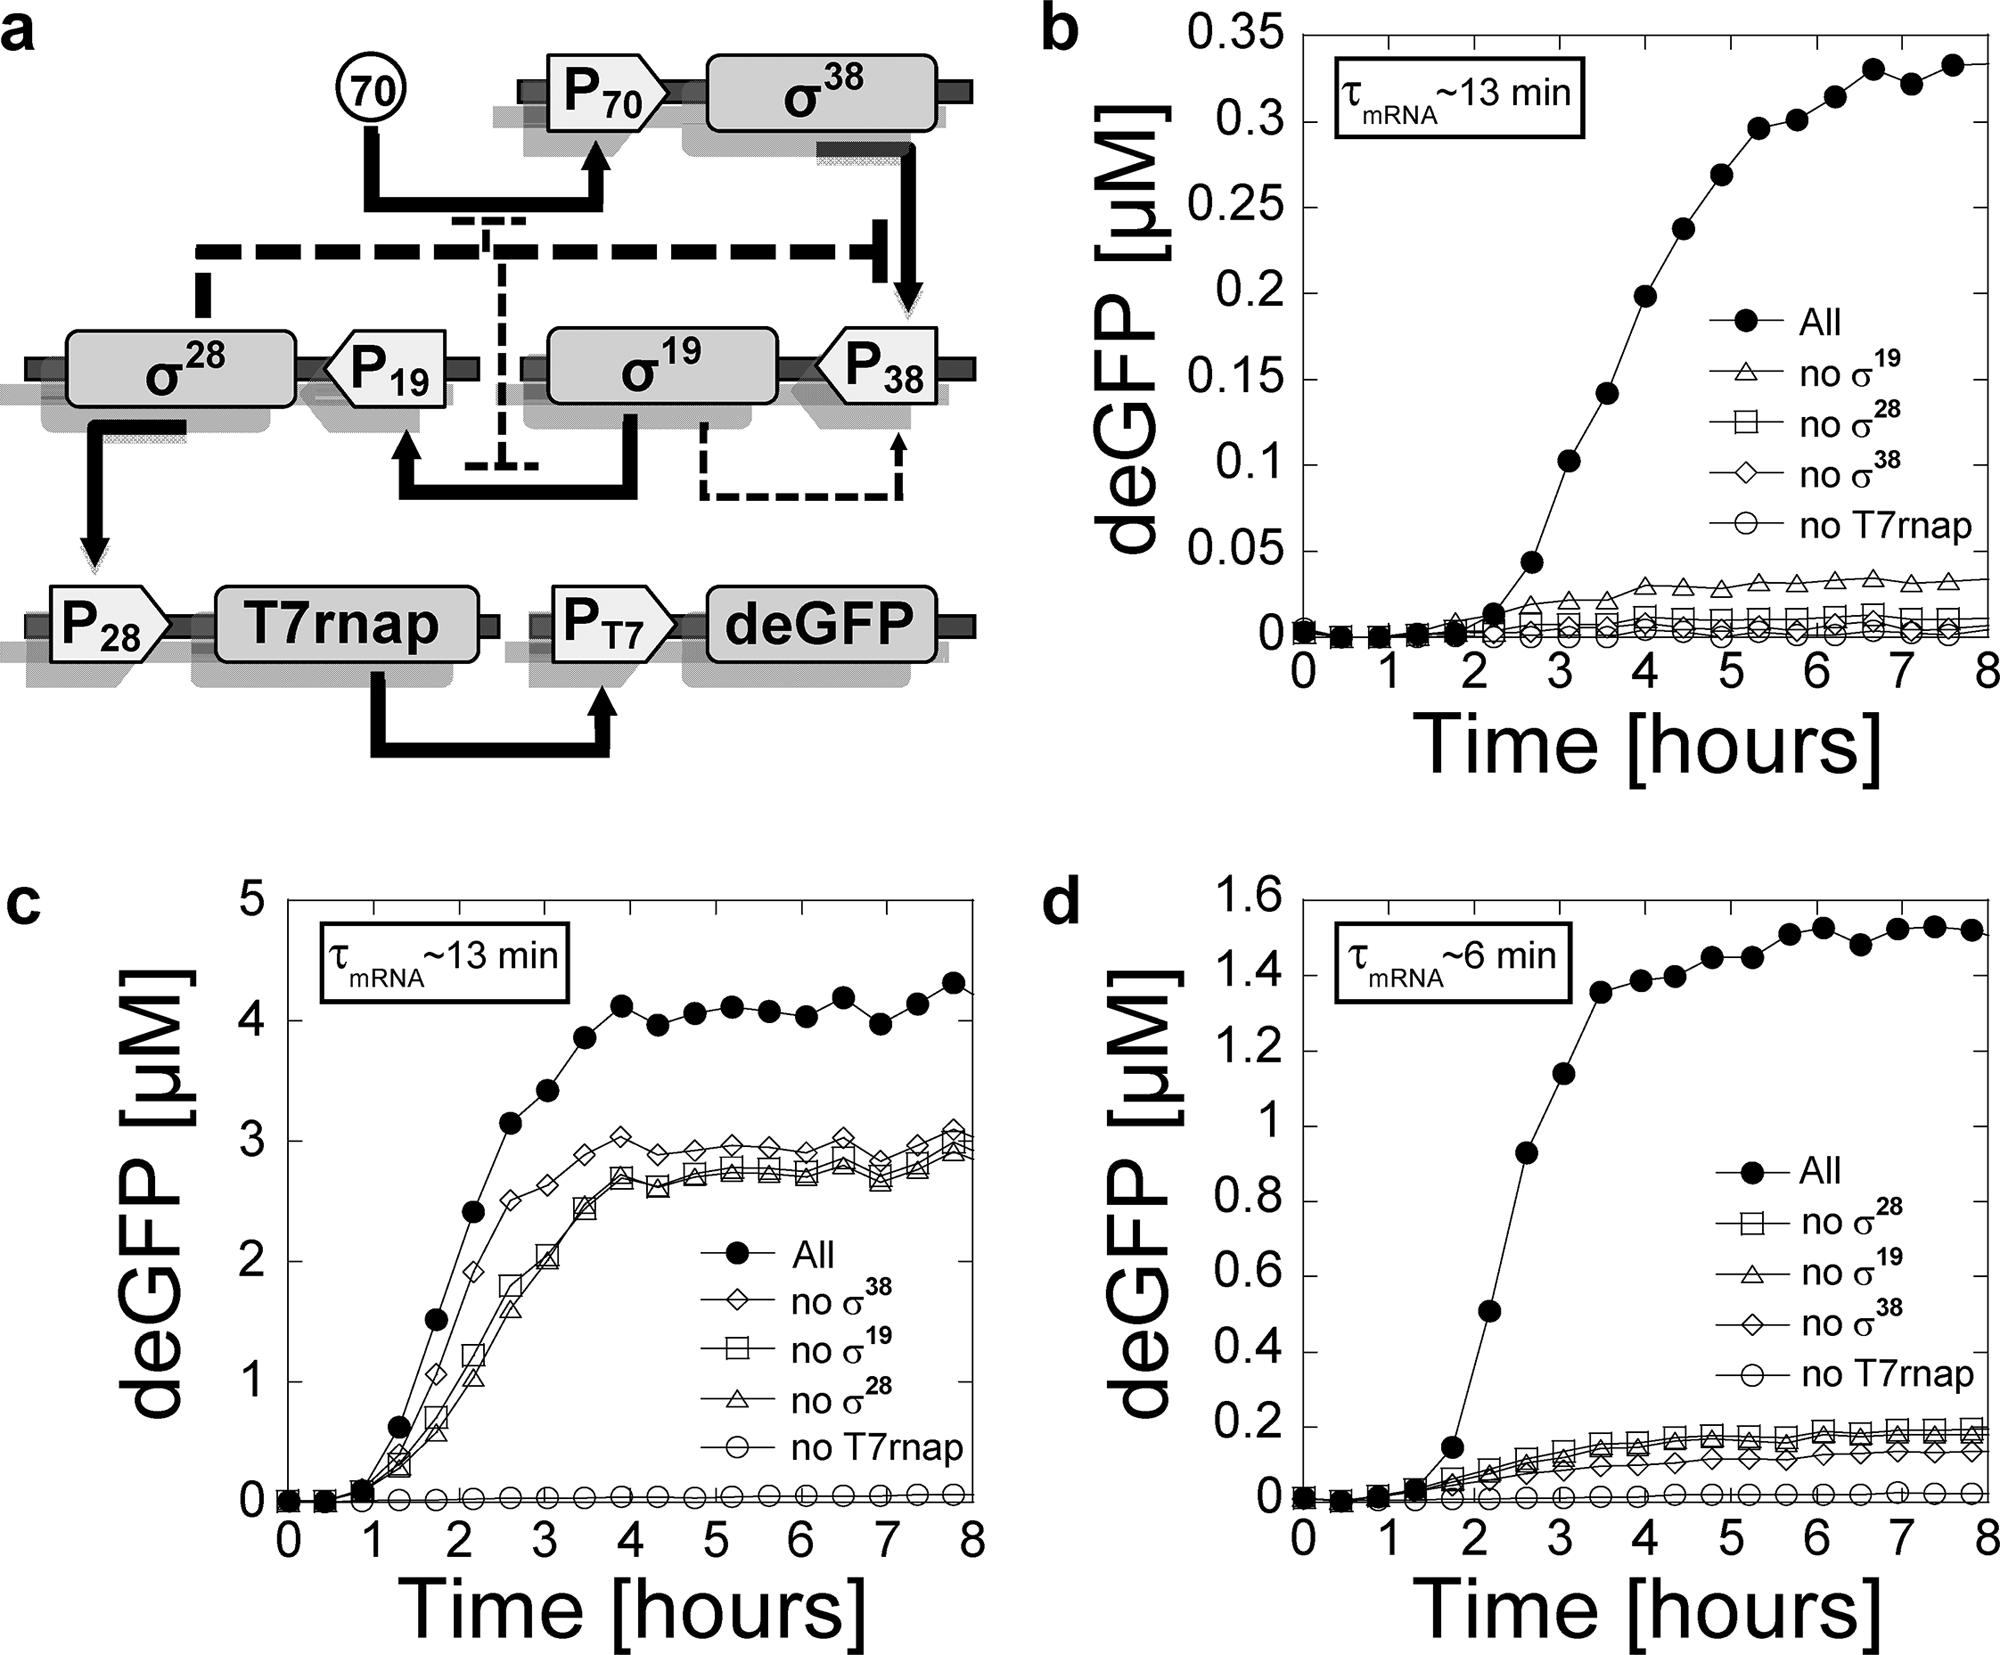 a
70
P70
σ38
σ28
P19
σ19
P38
P28
T7rnap
PT7
deGFP
b
deGFP [µM]
0.35
0.3
0.25
0.2
0.15
0.1
0.05
0
τmRNA~13 min
All
no σ19
no σ28
no σ38
no T7rnap
0 1 2 3 4 5 6 7 8
Time [hours]
c
deGFP [µM]
5
4
3
2
1
0
τmRNA~13 min
All
no σ38
no σ19
no σ28
no T7rnap
0 1 2 3 4 5 6 7 8
Time [hours]
d
deGFP [µM]
1.6
1.4
1.2
1
0.8
0.6
0.4
0.2
0
τmRNA~6 min
All
no σ28
no σ19
no σ38
no T7rnap
0 1 2 3 4 5 6 7 8
Time [hours]